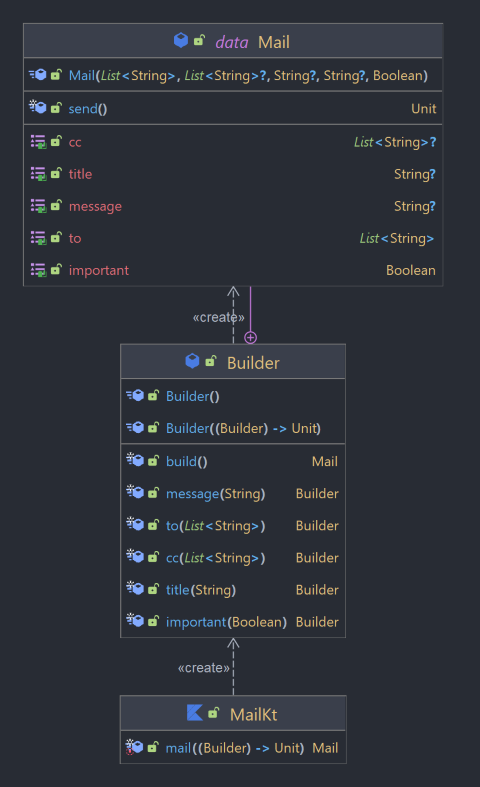 data Mail
Mail(List<String>, List<String>?, String?, String?, Boolean)
send() Unit
cc List<String>?
title String?
message String?
to List<String>
important Boolean
«create»
Builder
Builder()
Builder((Builder) -> Unit)
build() Mail
message(String) Builder
to(List<String>) Builder
cc(List<String>) Builder
title(String) Builder
important(Boolean) Builder
«create»
MailKt
mail((Builder) -> Unit) Mail